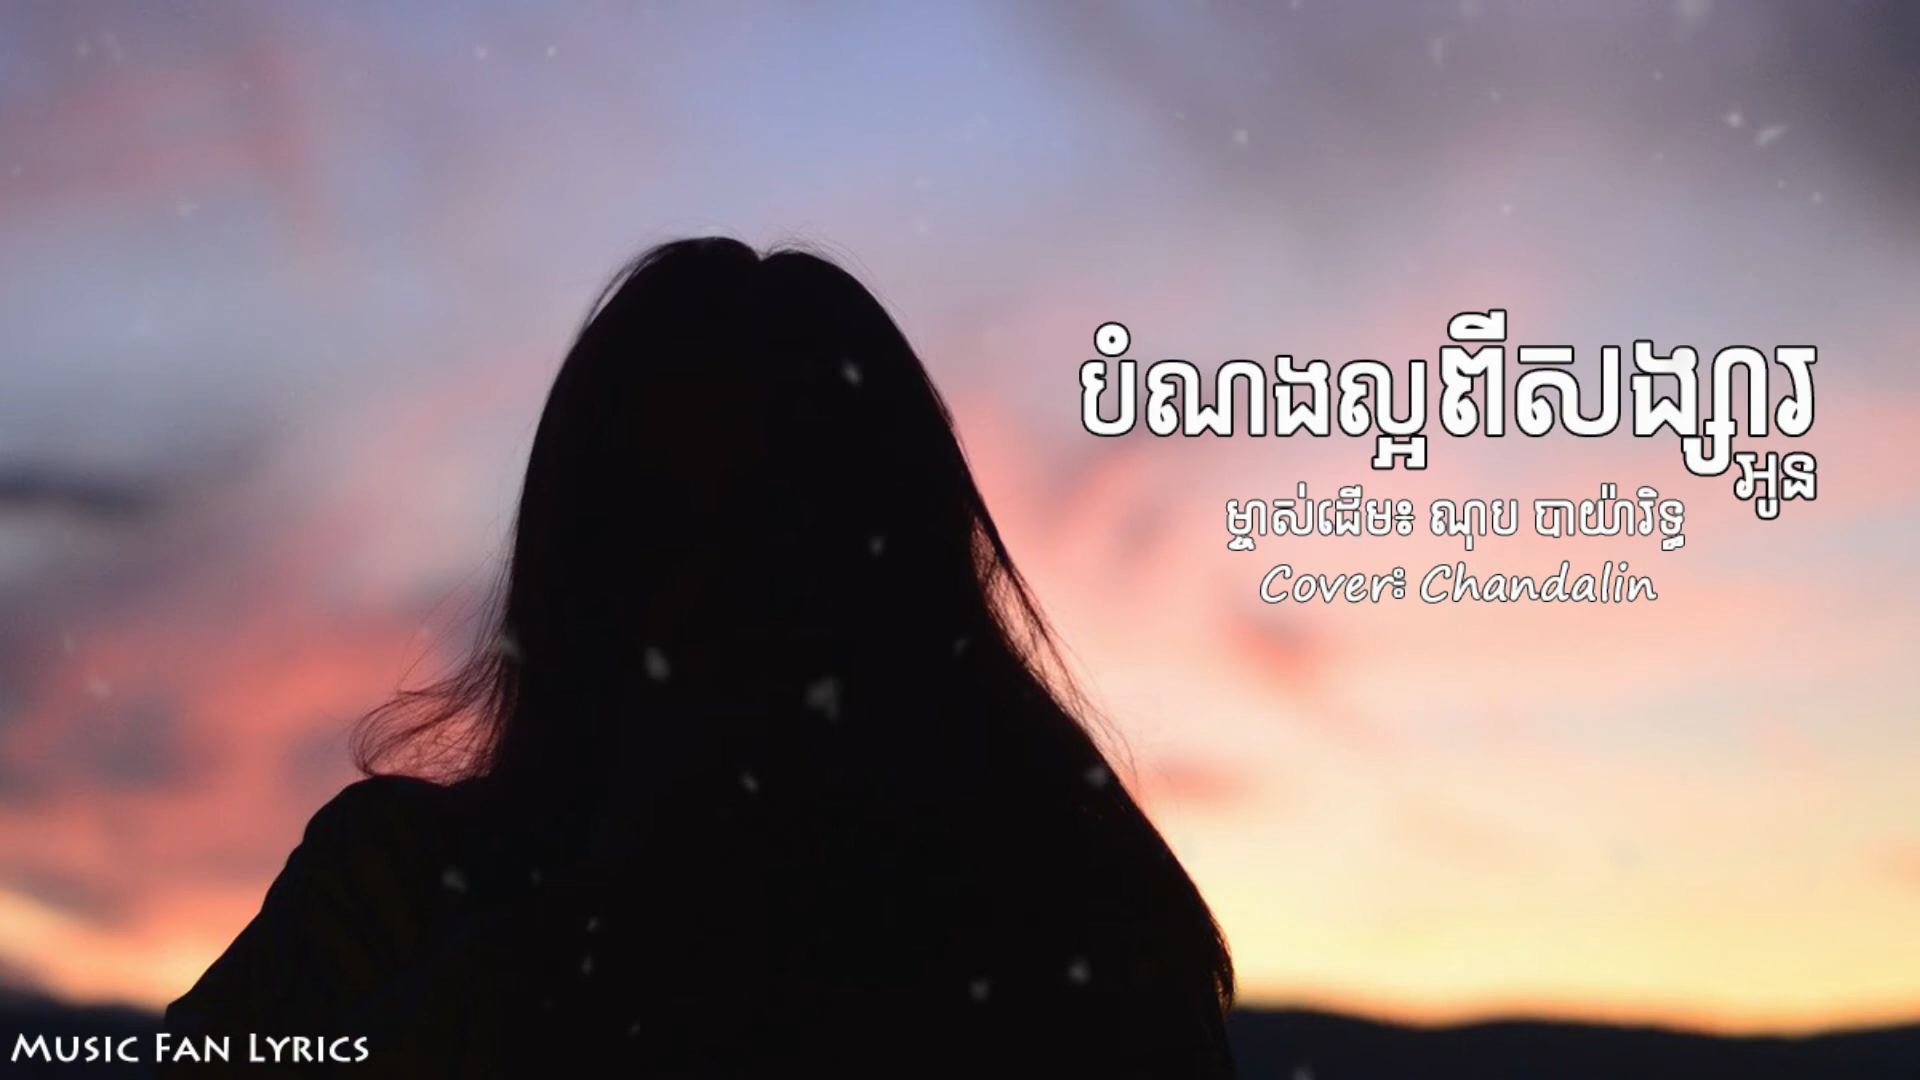 បំណងល្អពីសង្សារ
អូន
ម្ចាស់ដើម៖ ណុប បាយ៉ារិទ្ធ
Cover៖ Chandalin
MUSIC FAN LYRICS